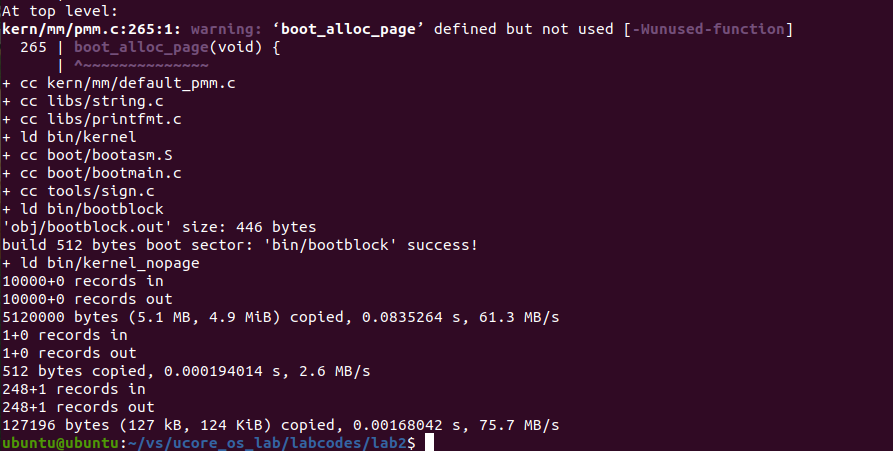 At top level:
kern/mm/pmm.c:265:1: warning: ‘boot_alloc_page’ defined but not used [-Wunused-function]
  265 | boot_alloc_page(void) {
      | ^~~~~~~~~~~~~~~
+ cc kern/mm/default_pmm.c
+ cc libs/string.c
+ cc libs/printfmt.c
+ ld bin/kernel
+ cc boot/bootasm.S
+ cc boot/bootmain.c
+ cc tools/sign.c
+ ld bin/bootblock
'obj/bootblock.out' size: 446 bytes
build 512 bytes boot sector: 'bin/bootblock' success!
+ ld bin/kernel_nopage
10000+0 records in
10000+0 records out
5120000 bytes (5.1 MB, 4.9 MiB) copied, 0.0835264 s, 61.3 MB/s
1+0 records in
1+0 records out
512 bytes copied, 0.000194014 s, 2.6 MB/s
248+1 records in
248+1 records out
127196 bytes (127 kB, 124 KiB) copied, 0.00168042 s, 75.7 MB/s
ubuntu@ubuntu:~/vs/ucore_os_lab/labcodes/lab2$